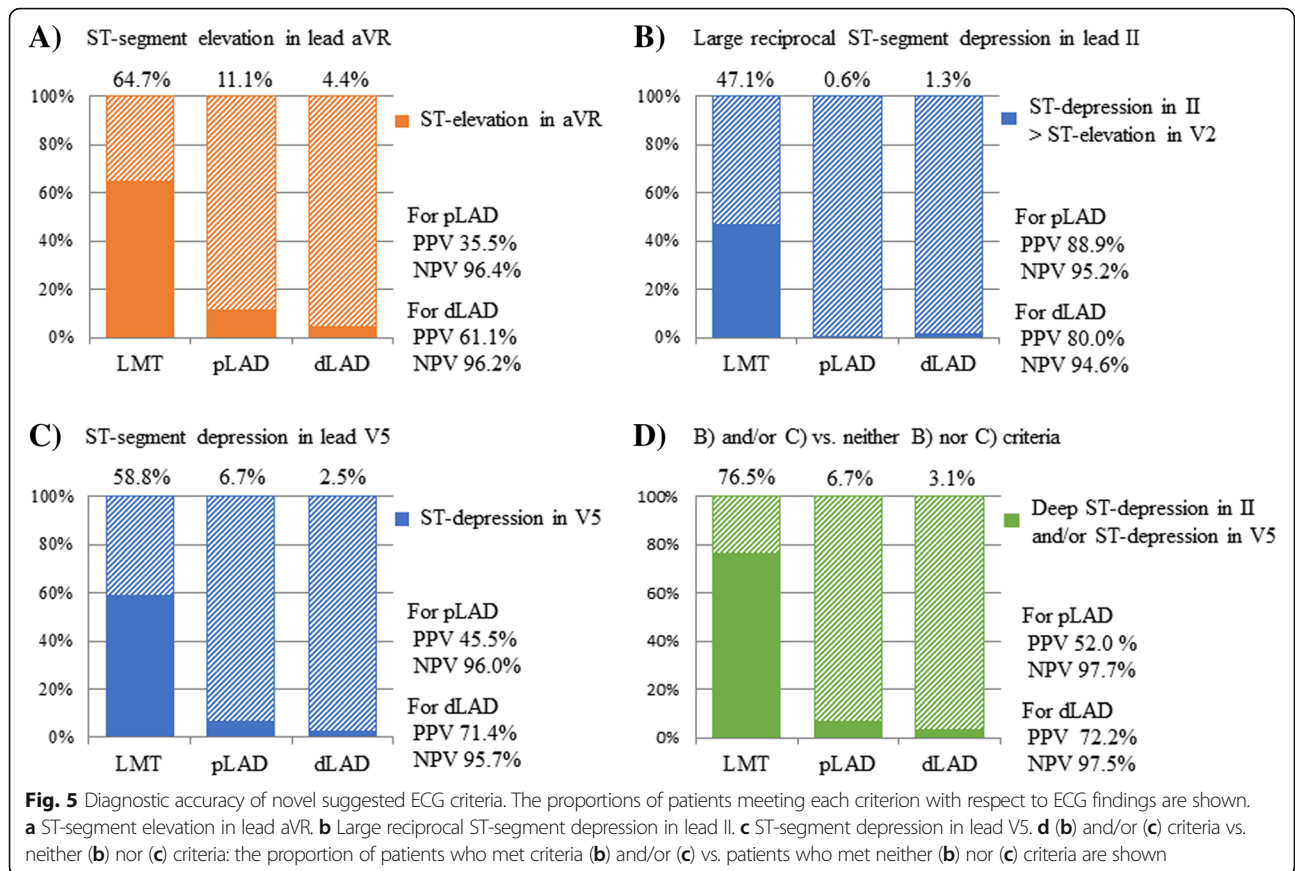 A) ST-segment elevation in lead aVR
64.7% 11.1% 4.4%
100%
80%
60%
40%
20%
0%
LMT pLAD dLAD
ST-elevation in aVR
For pLAD
PPV 35.5%
NPV 96.4%
For dLAD
PPV 61.1%
NPV 96.2%
B) Large reciprocal ST-segment depression in lead II
47.1% 0.6% 1.3%
100%
80%
60%
40%
20%
0%
LMT pLAD dLAD
ST-depression in II
> ST-elevation in V2
For pLAD
PPV 88.9%
NPV 95.2%
For dLAD
PPV 80.0%
NPV 94.6%
C) ST-segment depression in lead V5
58.8% 6.7% 2.5%
100%
80%
60%
40%
20%
0%
LMT pLAD dLAD
ST-depression in V5
For pLAD
PPV 45.5%
NPV 96.0%
For dLAD
PPV 71.4%
NPV 95.7%
D) B) and/or C) vs. neither B) nor C) criteria
76.5% 6.7% 3.1%
100%
80%
60%
40%
20%
0%
LMT pLAD dLAD
Deep ST-depression in II
and/or ST-depression in V5
For pLAD
PPV 52.0 %
NPV 97.7%
For dLAD
PPV 72.2%
NPV 97.5%
Fig. 5 Diagnostic accuracy of novel suggested ECG criteria. The proportions of patients meeting each criterion with respect to ECG findings are shown.
a ST-segment elevation in lead aVR. b Large reciprocal ST-segment depression in lead II. c ST-segment depression in lead V5. d (b) and/or (c) criteria vs.
neither (b) nor (c) criteria: the proportion of patients who met criteria (b) and/or (c) vs. patients who met neither (b) nor (c) criteria are shown